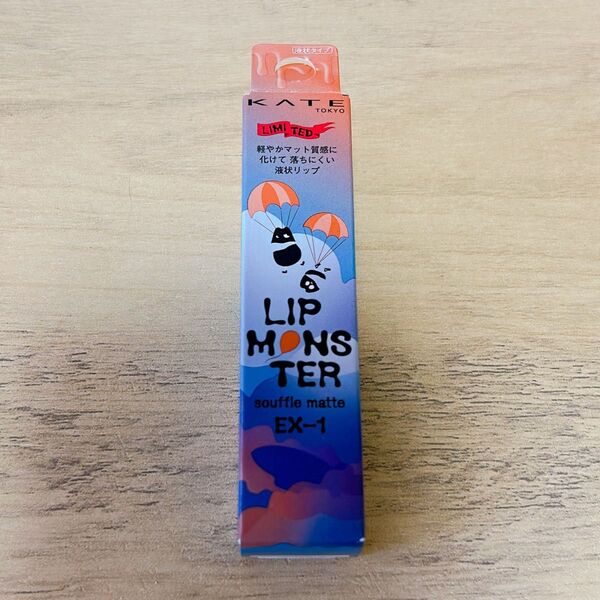 液状タイプ
KATE
TOKYO
LIMITED
軽やかマット質感に
化けて 落ちにくい
液状リップ
LIP
MONS
TER
souffle matte
EX-1